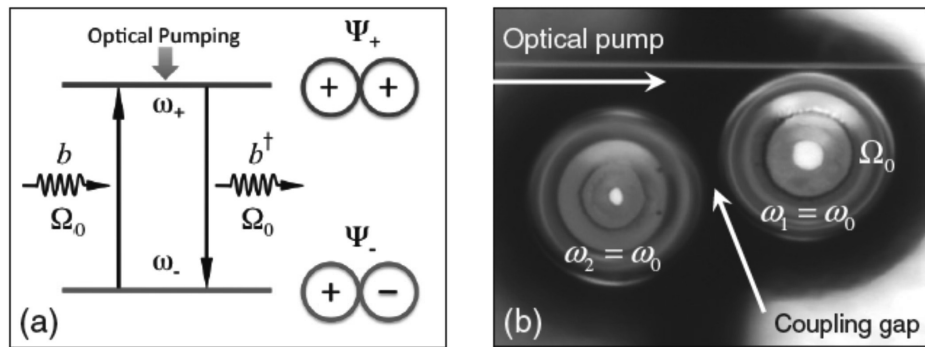 Optical Pumping
Ψ₊
+ +
ω₊
b
Ω₀
b†
Ω₀
Ψ₋
ω₋
+ −
(a)
(b)
Optical pump
Ω₀
ω₁ = ω₀
ω₂ = ω₀
Coupling gap